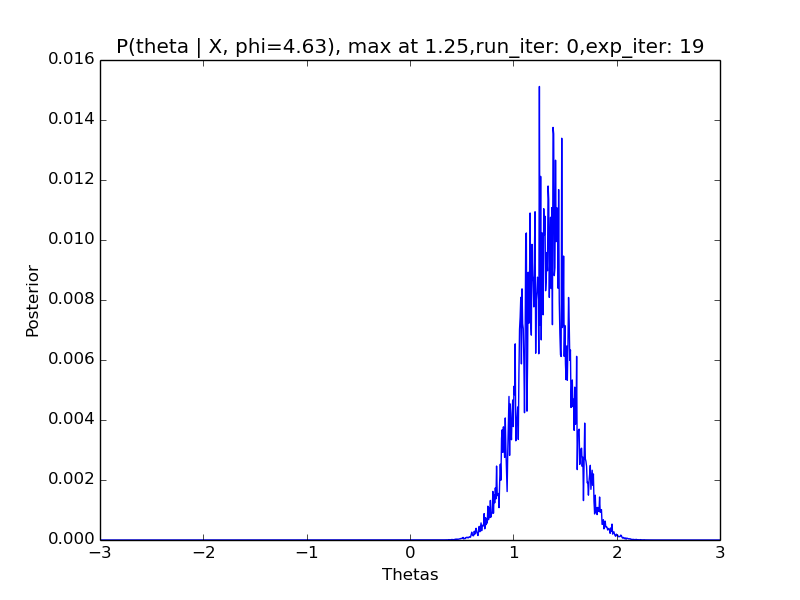 P(theta | X, phi=4.63), max at 1.25,run_iter: 0,exp_iter: 19
0.016
0.014
0.012
0.010
0.008
0.006
0.004
0.002
0.000
Posterior
−3 −2 −1 0 1 2 3
Thetas